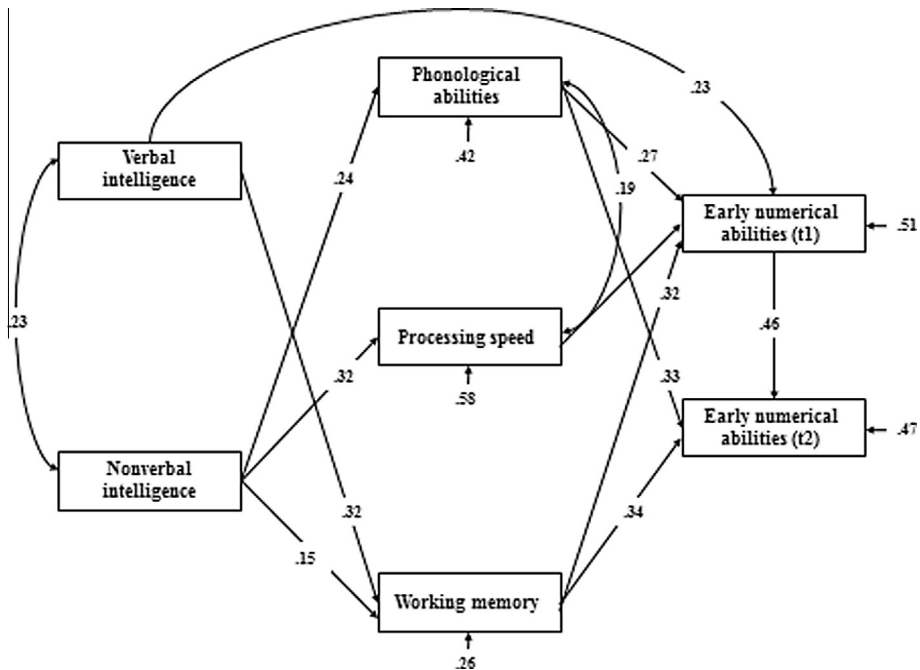 Phonological
abilities
.23
.42
Verbal
intelligence
.24
.27
.19
Early numerical
abilities (t1)
.51
.23
.32
.46
Processing speed
.32
.33
.58
Early numerical
abilities (t2)
.47
Nonverbal
intelligence
.32
.34
.15
Working memory
.26